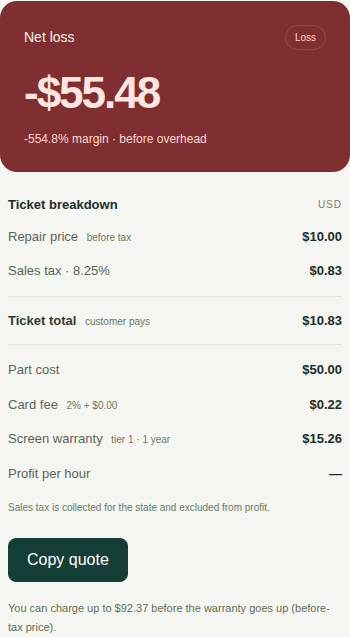 Net loss Loss
-$55.48
-554.8% margin · before overhead
Ticket breakdown USD
Repair price before tax $10.00
Sales tax · 8.25% $0.83
Ticket total customer pays $10.83
Part cost $50.00
Card fee 2% + $0.00 $0.22
Screen warranty tier 1 · 1 year $15.26
Profit per hour —
Sales tax is collected for the state and excluded from profit.
Copy quote
You can charge up to $92.37 before the warranty goes up (before-
tax price).